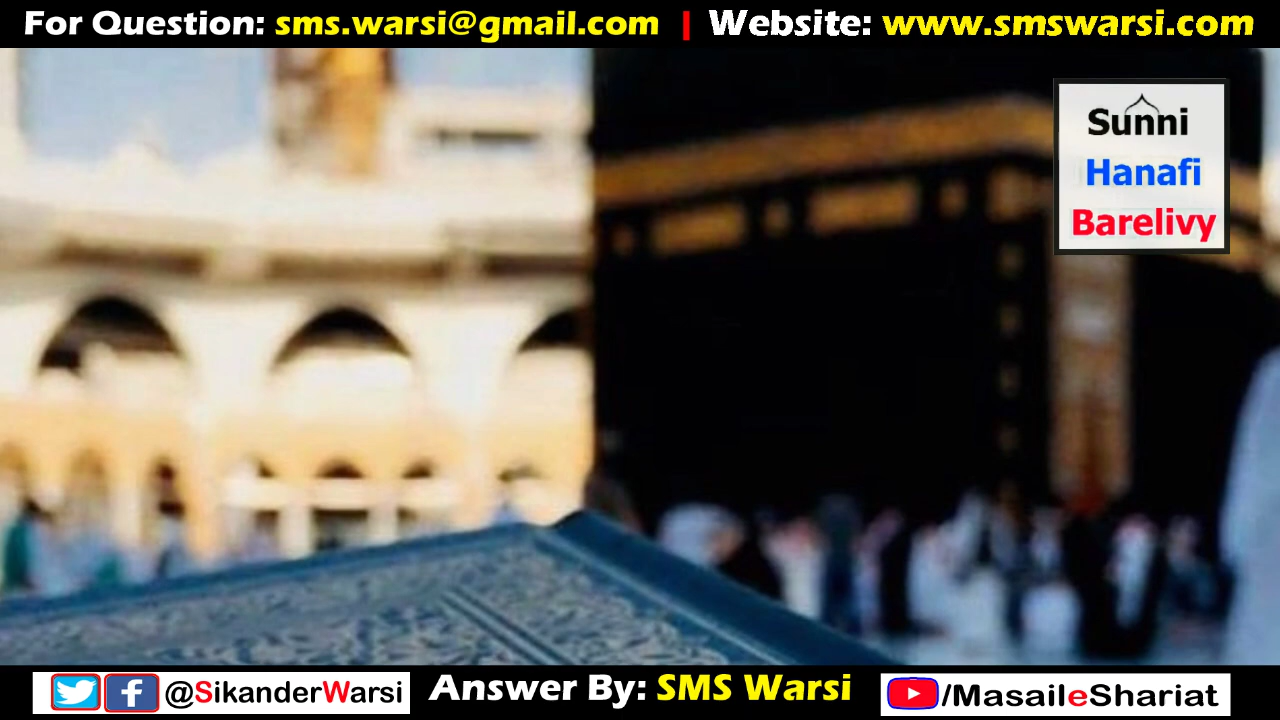 For Question: sms.warsi@gmail.com | Website: www.smswarsi.com
Sunni
Hanafi
Barelivy
@SikanderWarsi
Answer By: SMS Warsi
/MasaileShariat